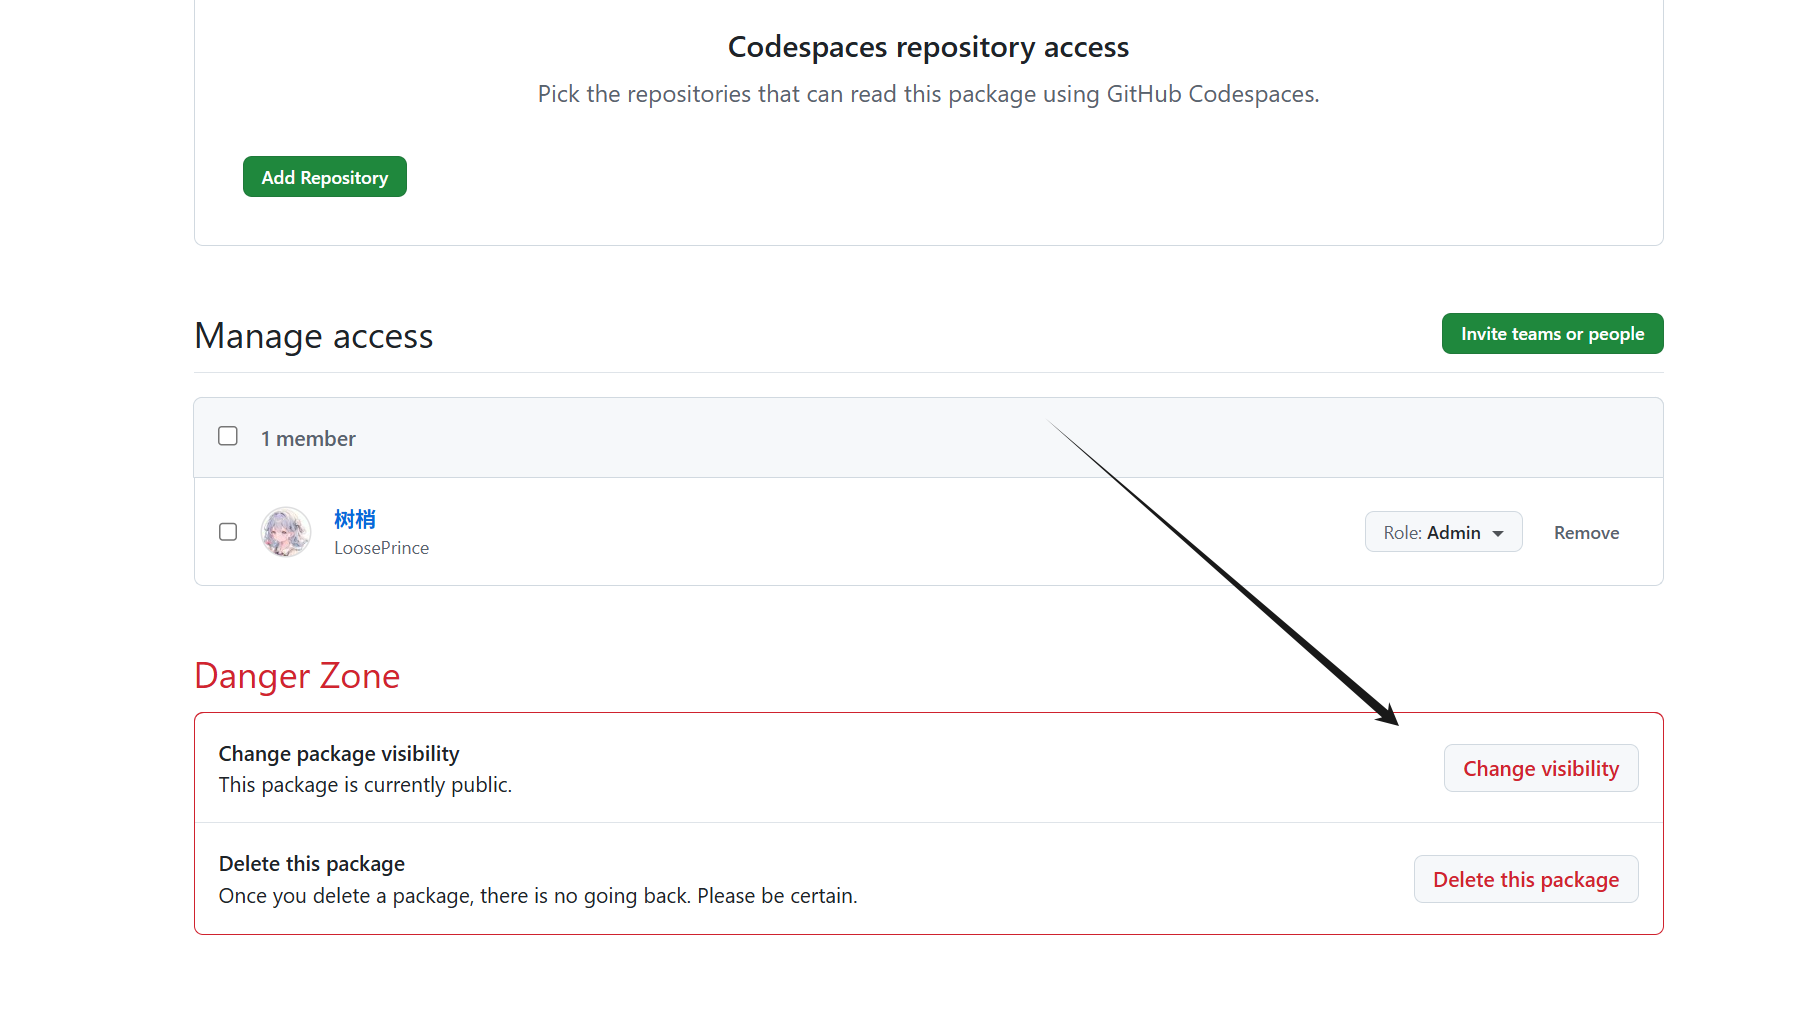 Codespaces repository access
Pick the repositories that can read this package using GitHub Codespaces.
Add Repository
Manage access
Invite teams or people
1 member
树梢
LoosePrince
Role: Admin
Remove
Danger Zone
Change package visibility
This package is currently public.
Change visibility
Delete this package
Once you delete a package, there is no going back. Please be certain.
Delete this package